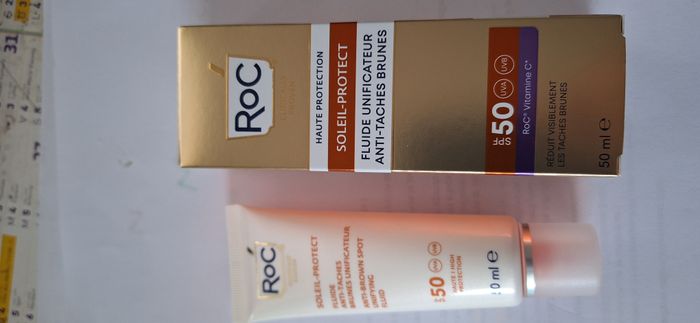 RoC
HAUTE PROTECTION
SOLEIL-PROTECT
FLUIDE UNIFICATEUR
ANTI-TACHES BRUNES
SPF 50 UVA UVB
RoC® Vitamine C*
RÉDUIT VISIBLEMENT
LES TACHES BRUNES
50 ml e
RoC
SOLEIL-PROTECT
FLUIDE
ANTI-TACHES
BRUNES UNIFICATEUR
ANTI-BROWN SPOT
UNIFYING
FLUID
SPF 50 UVA UVB
HAUTE / HIGH
PROTECTION
ml e
31